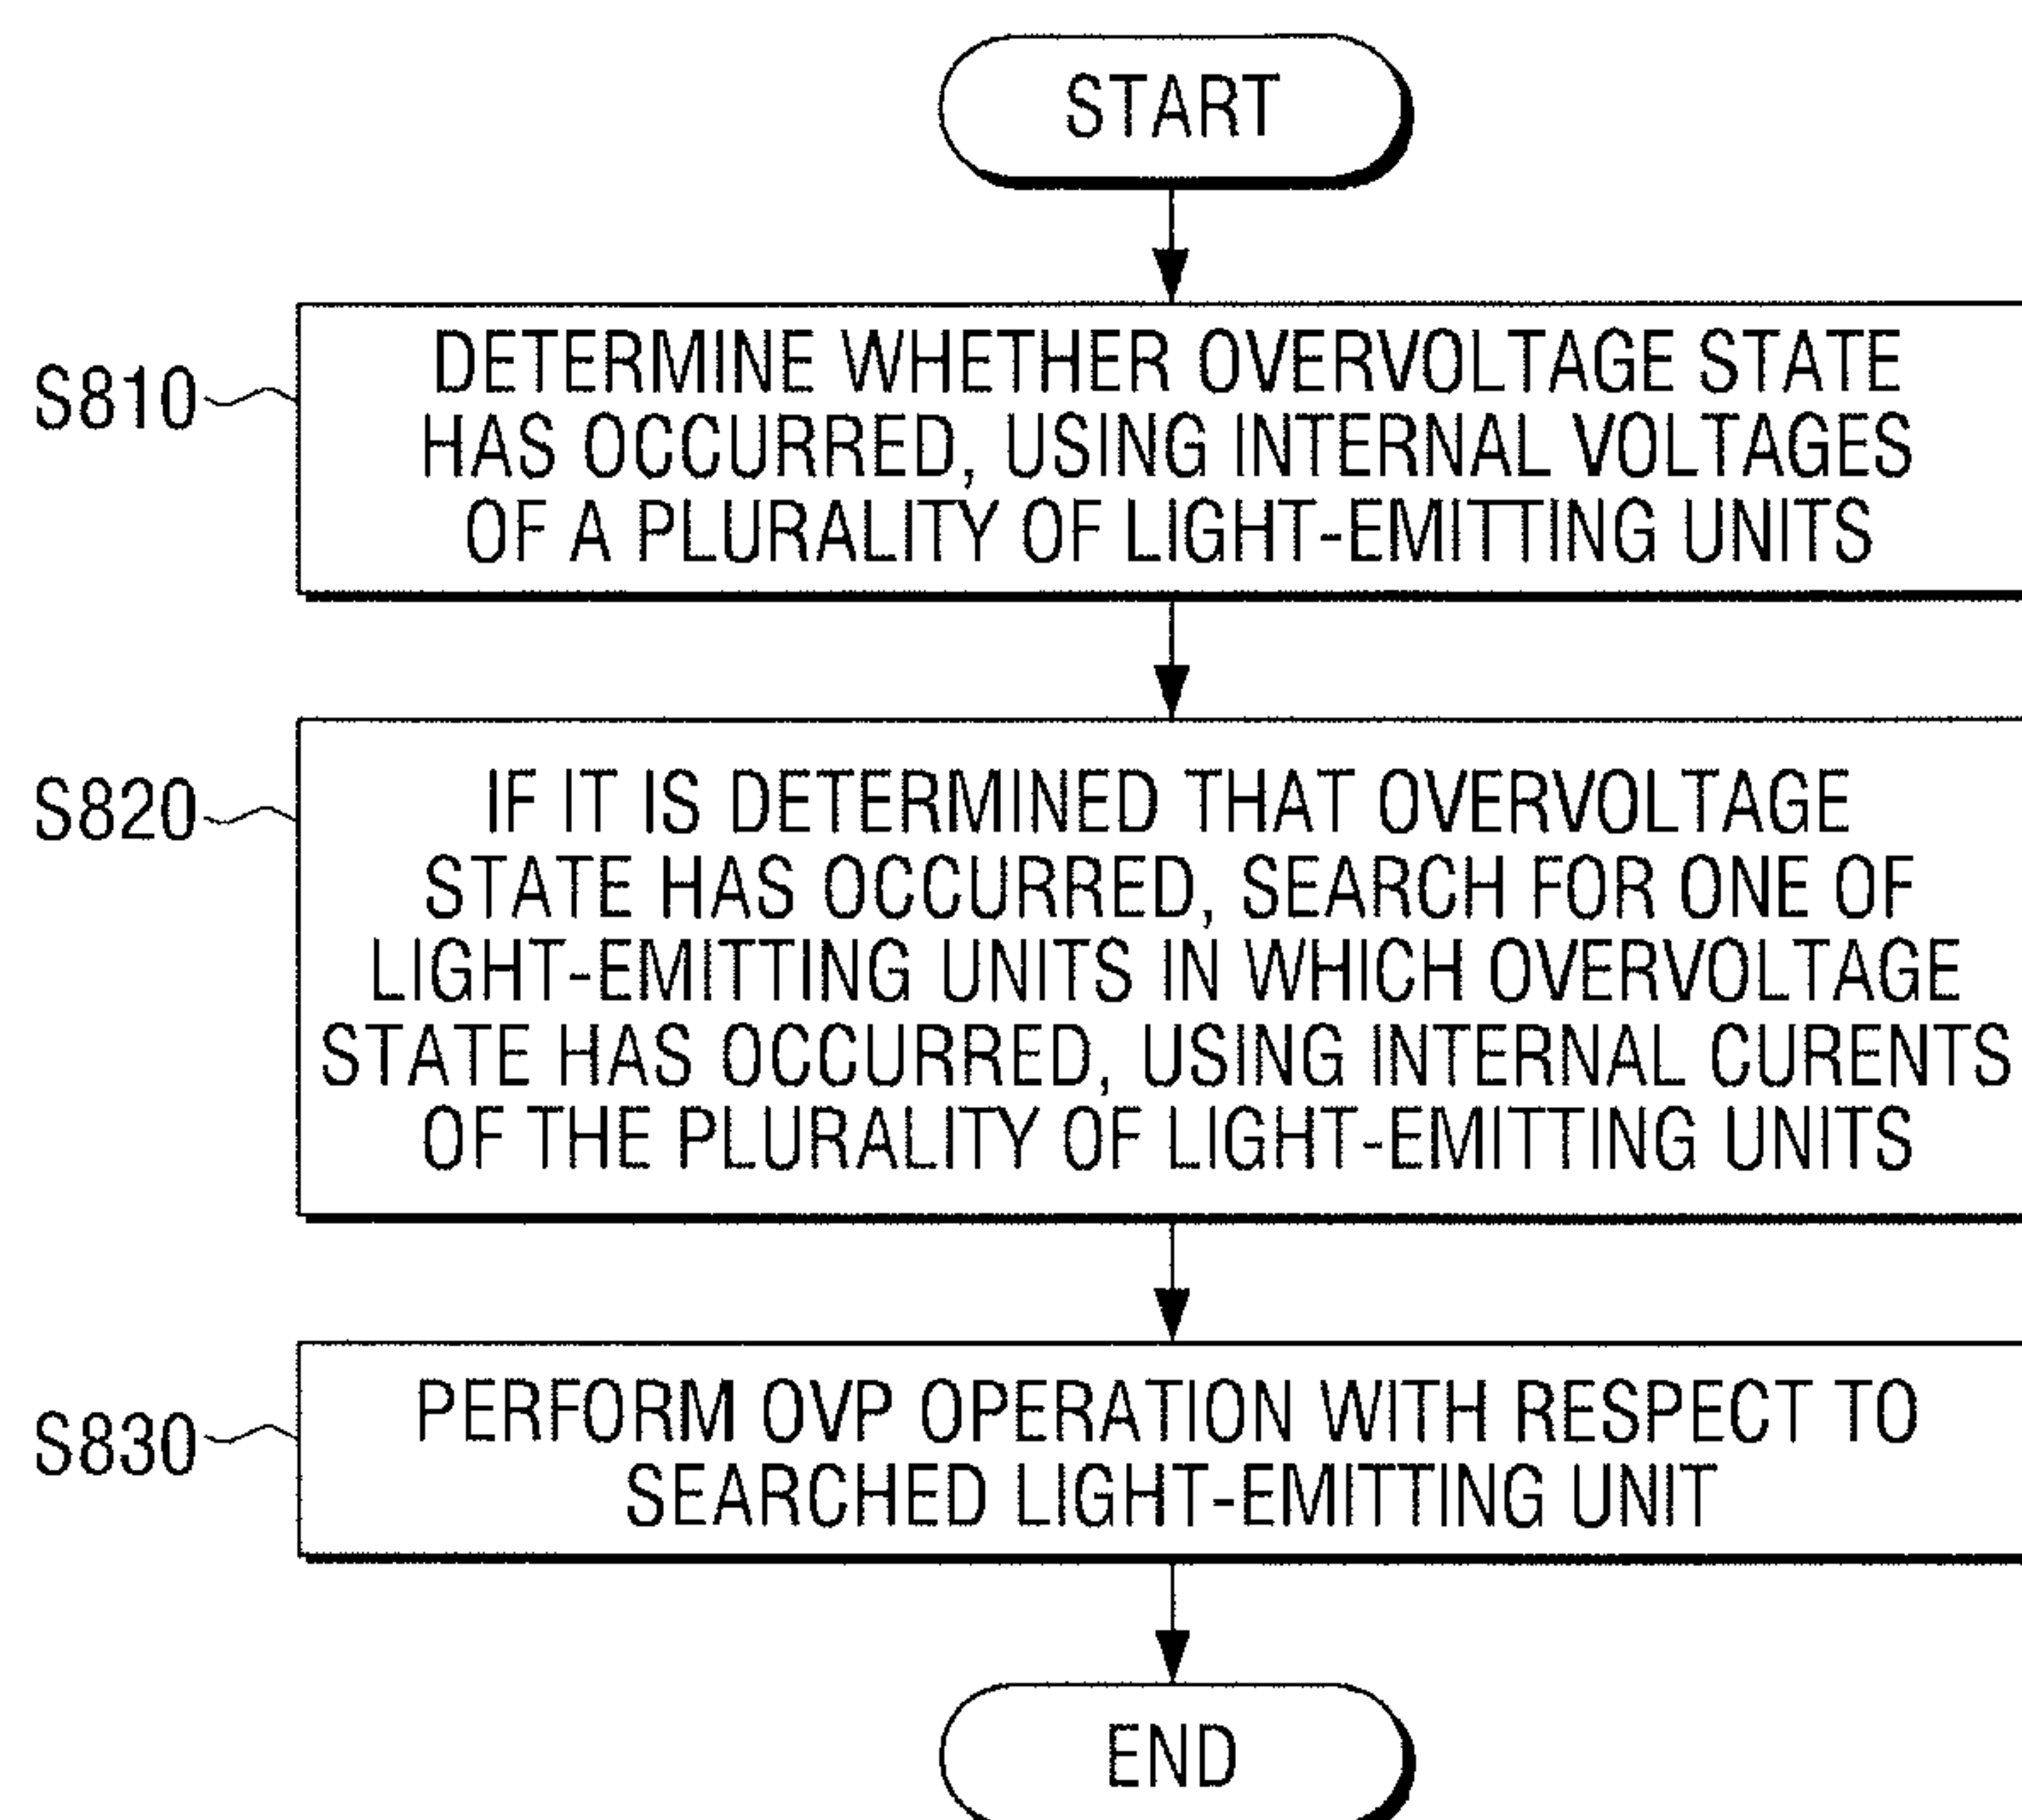 START
S810
DETERMINE WHETHER OVERVOLTAGE STATE
HAS OCCURRED, USING INTERNAL VOLTAGES
OF A PLURALITY OF LIGHT-EMITTING UNITS
S820
IF IT IS DETERMINED THAT OVERVOLTAGE
STATE HAS OCCURRED, SEARCH FOR ONE OF
LIGHT-EMITTING UNITS IN WHICH OVERVOLTAGE
STATE HAS OCCURRED, USING INTERNAL CURENTS
OF THE PLURALITY OF LIGHT-EMITTING UNITS
S830
PERFORM OVP OPERATION WITH RESPECT TO
SEARCHED LIGHT-EMITTING UNIT
END